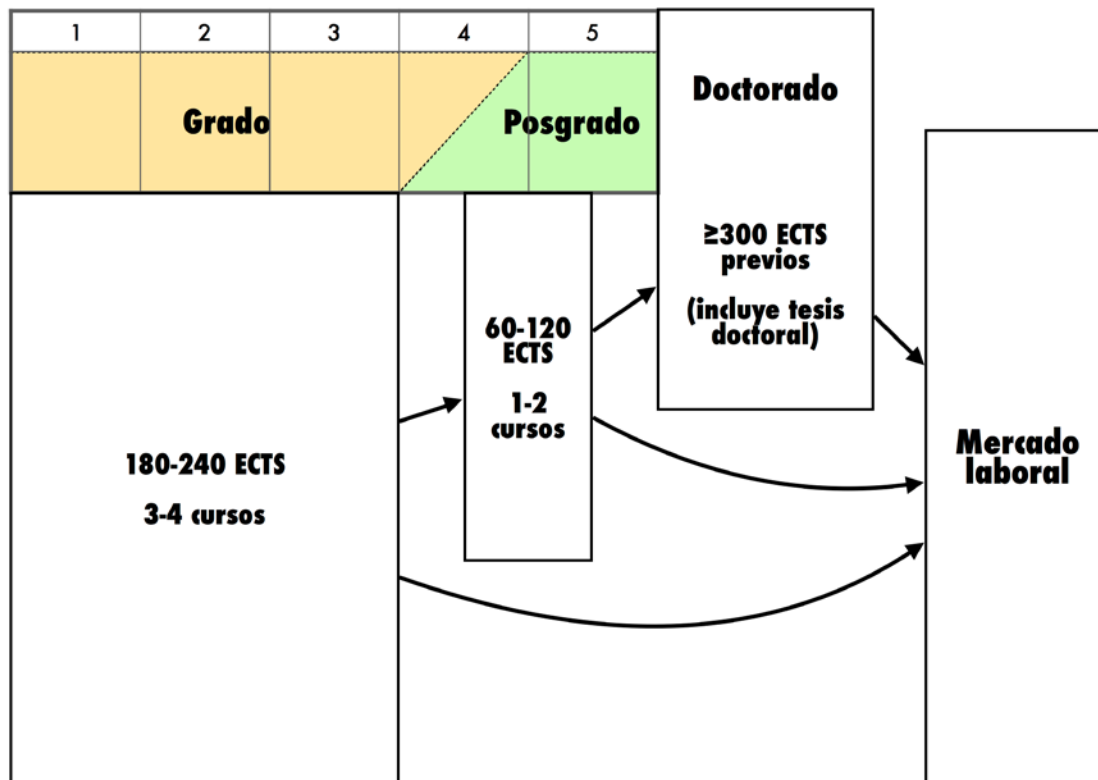 1 2 3 4 5
Grado
Posgrado
Doctorado
≥300 ECTS
previos
(incluye tesis
doctoral)
60-120
ECTS
1-2
cursos
180-240 ECTS
3-4 cursos
Mercado
laboral